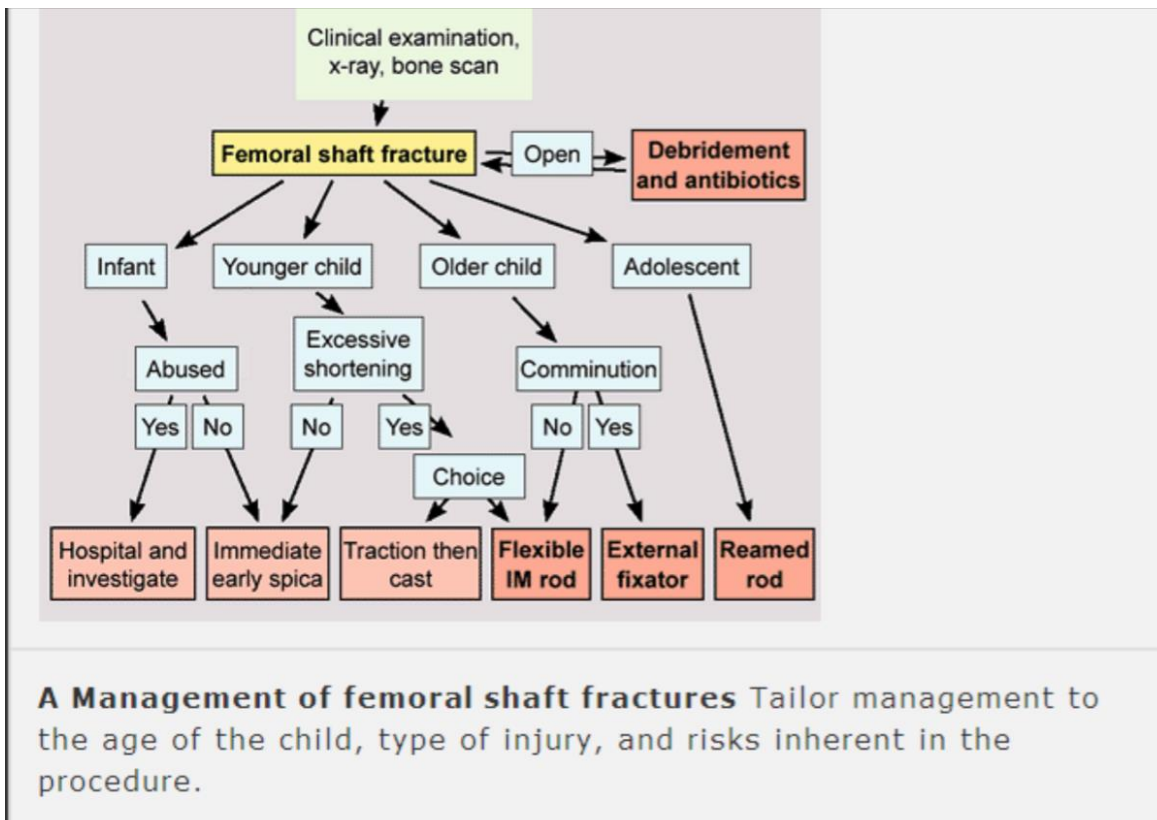 Clinical examination,
x-ray, bone scan
Femoral shaft fracture
Open
Debridement
and antibiotics
Infant
Younger child
Older child
Adolescent
Abused
Excessive
shortening
Comminution
Yes
No
No
Yes
No
Yes
Choice
Hospital and
investigate
Immediate
early spica
Traction then
cast
Flexible
IM rod
External
fixator
Reamed
rod
A Management of femoral shaft fractures Tailor management to
the age of the child, type of injury, and risks inherent in the
procedure.